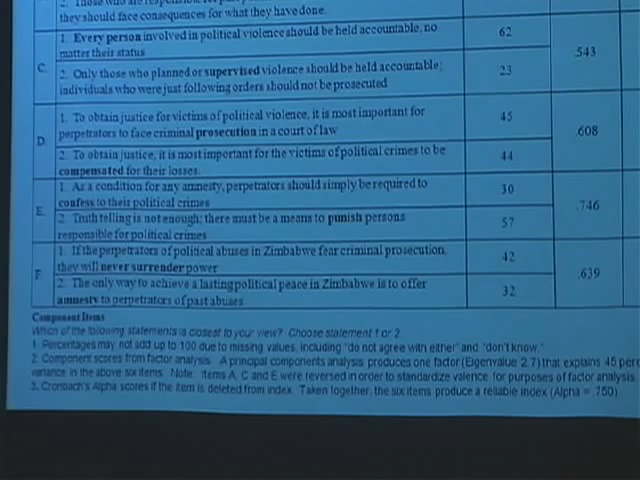 they should face consequences for what they have done.
C. 1. Every person involved in political violence should be held accountable, no
matter their status
62
2. Only those who planned or supervised violence should be held accountable;
individuals who were just following orders should not be prosecuted
23
.543
D. 1. To obtain justice for victims of political violence, it is most important for
perpetrators to face criminal prosecution in a court of law
45
2. To obtain justice, it is most important for the victims of political crimes to be
compensated for their losses.
44
.608
E. 1. As a condition for any amnesty, perpetrators should simply be required to
confess to their political crimes
30
2. Truth telling is not enough; there must be a means to punish persons
responsible for political crimes
57
.746
F. 1. If the perpetrators of political abuses in Zimbabwe fear criminal prosecution,
they will never surrender power
42
2. The only way to achieve a lasting political peace in Zimbabwe is to offer
amnesty to perpetrators of past abuses
32
.639
Component Items
Which of the following statements is closest to your view? Choose statement 1 or 2.
1. Percentages may not add up to 100 due to missing values, including "do not agree with either" and "don't know."
2. Component scores from factor analysis. A principal components analysis produces one factor (Eigenvalue 2.7) that explains 45 perc
variance in the above six items. Note: Items A, C and E were reversed in order to standardize valence for purposes of factor analysis.
3. Cronbach's Alpha scores if the item is deleted from index. Taken together, the six items produce a reliable index (Alpha = .750)